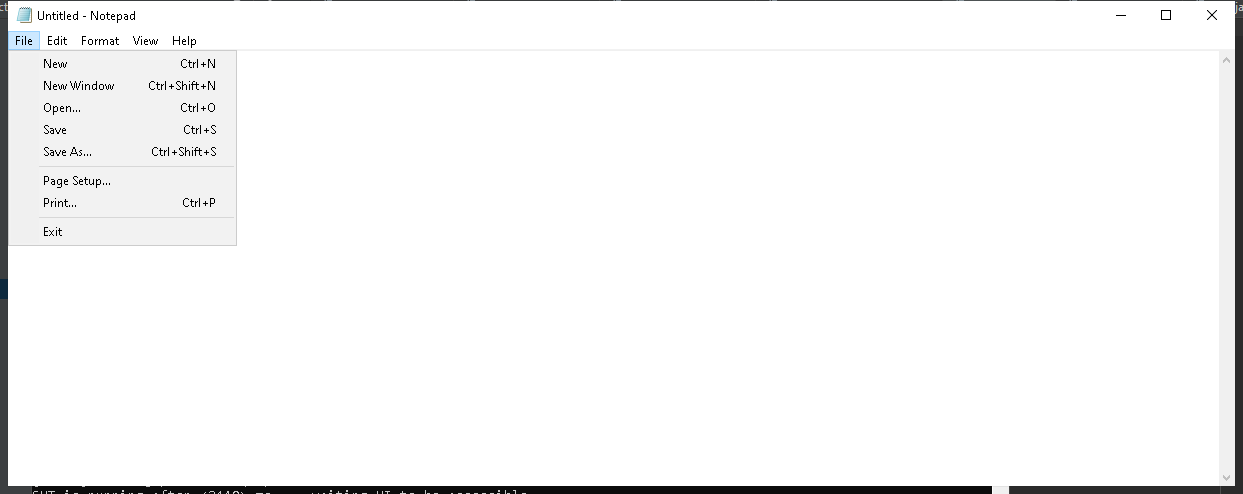 Untitled - Notepad
File Edit Format View Help
New Ctrl+N
New Window Ctrl+Shift+N
Open... Ctrl+O
Save Ctrl+S
Save As... Ctrl+Shift+S
Page Setup...
Print... Ctrl+P
Exit